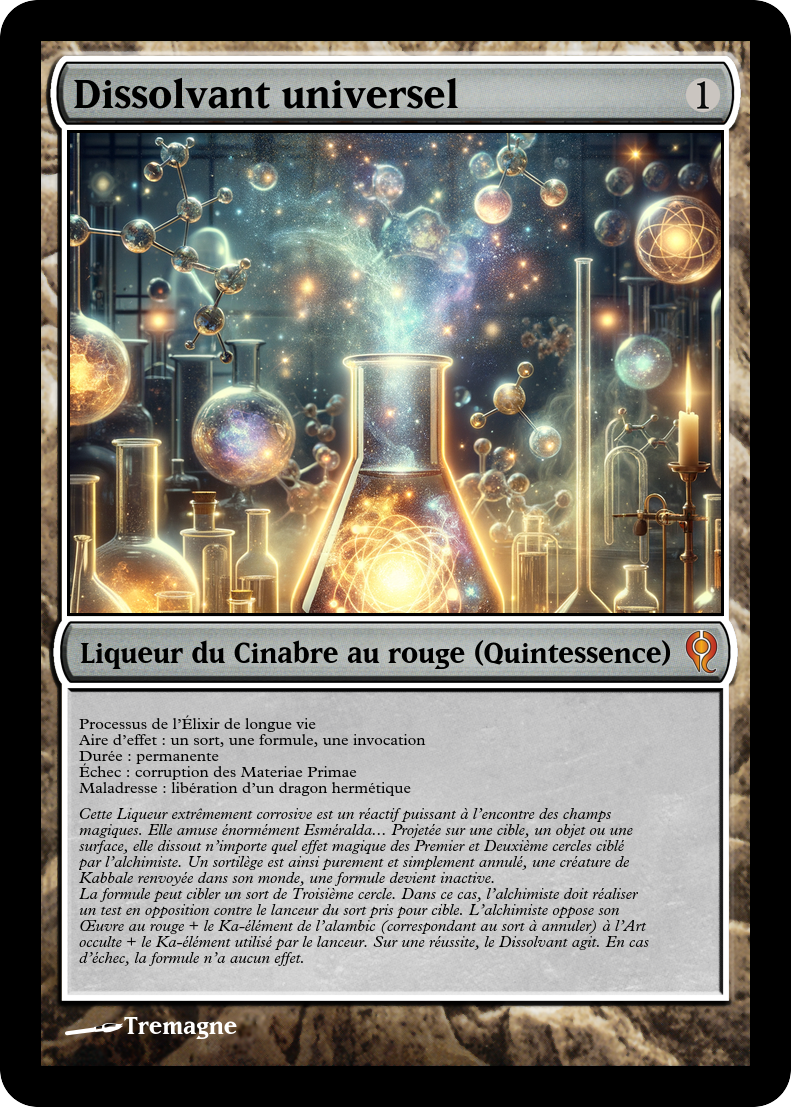 Dissolvant universel
1
Liqueur du Cinabre au rouge (Quintessence)
Processus de l'Élixir de longue vie
Aire d'effet : un sort, une formule, une invocation
Durée : permanente
Échec : corruption des Materiae Primae
Maladresse : libération d'un dragon hermétique
Cette Liqueur extrêmement corrosive est un réactif puissant à l'encontre des champs
magiques. Elle amuse énormément Esméralda... Projetée sur une cible, un objet ou une
surface, elle dissout n'importe quel effet magique des Premier et Deuxième cercles ciblé
par l'alchimiste. Un sortilège est ainsi purement et simplement annulé, une créature de
Kabbale renvoyée dans son monde, une formule devient inactive.
La formule peut cibler un sort de Troisième cercle. Dans ce cas, l'alchimiste doit réaliser
un test en opposition contre le lanceur du sort pris pour cible. L'alchimiste oppose son
Œuvre au rouge + le Ka-élément de l'alambic (correspondant au sort à annuler) à l'Art
occulte + le Ka-élément utilisé par le lanceur. Sur une réussite, le Dissolvant agit. En cas
d'échec, la formule n'a aucun effet.
Tremagne